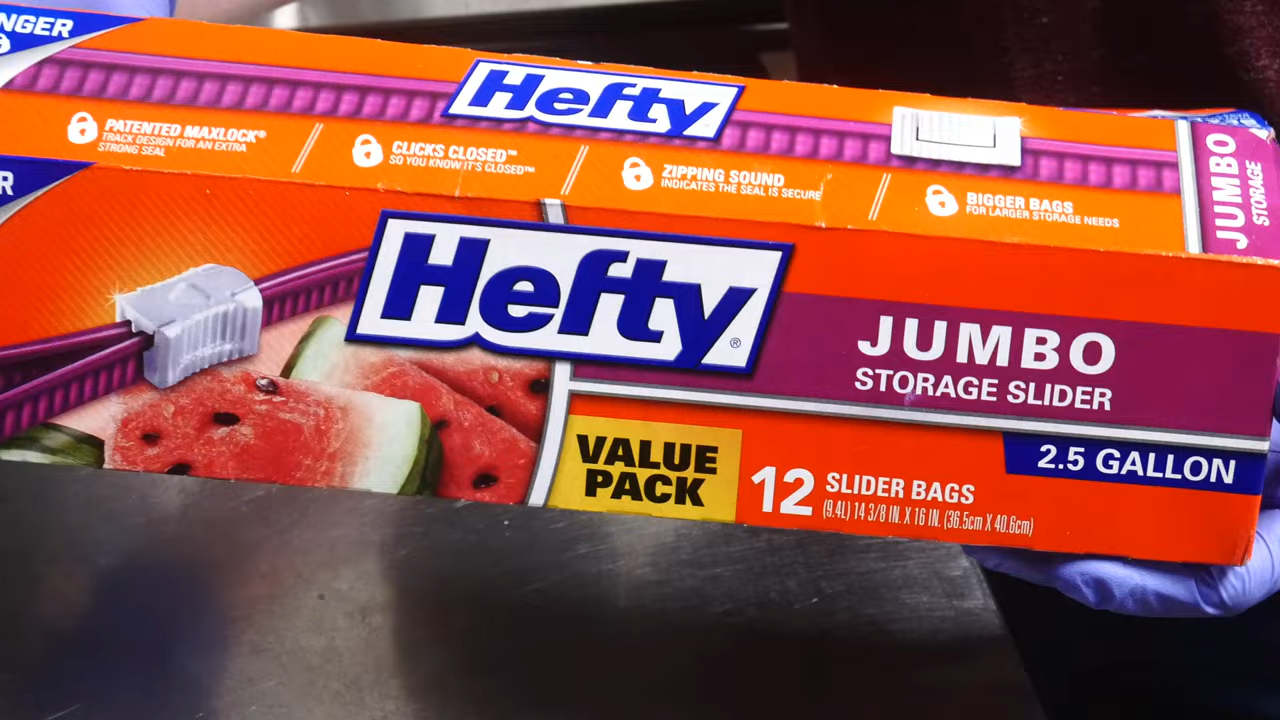 NGER
Hefty
PATENTED MAXLOCK®
TRACK DESIGN FOR AN EXTRA
STRONG SEAL
CLICKS CLOSED™
SO YOU KNOW IT'S CLOSED™
ZIPPING SOUND
INDICATES THE SEAL IS SECURE
BIGGER BAGS
FOR LARGER STORAGE NEEDS
JUMBO
STORAGE
R
Hefty®
JUMBO
STORAGE SLIDER
2.5 GALLON
VALUE
PACK
12 SLIDER BAGS
(9.4L) 14 3/8 IN. X 16 IN. (36.5cm X 40.6cm)